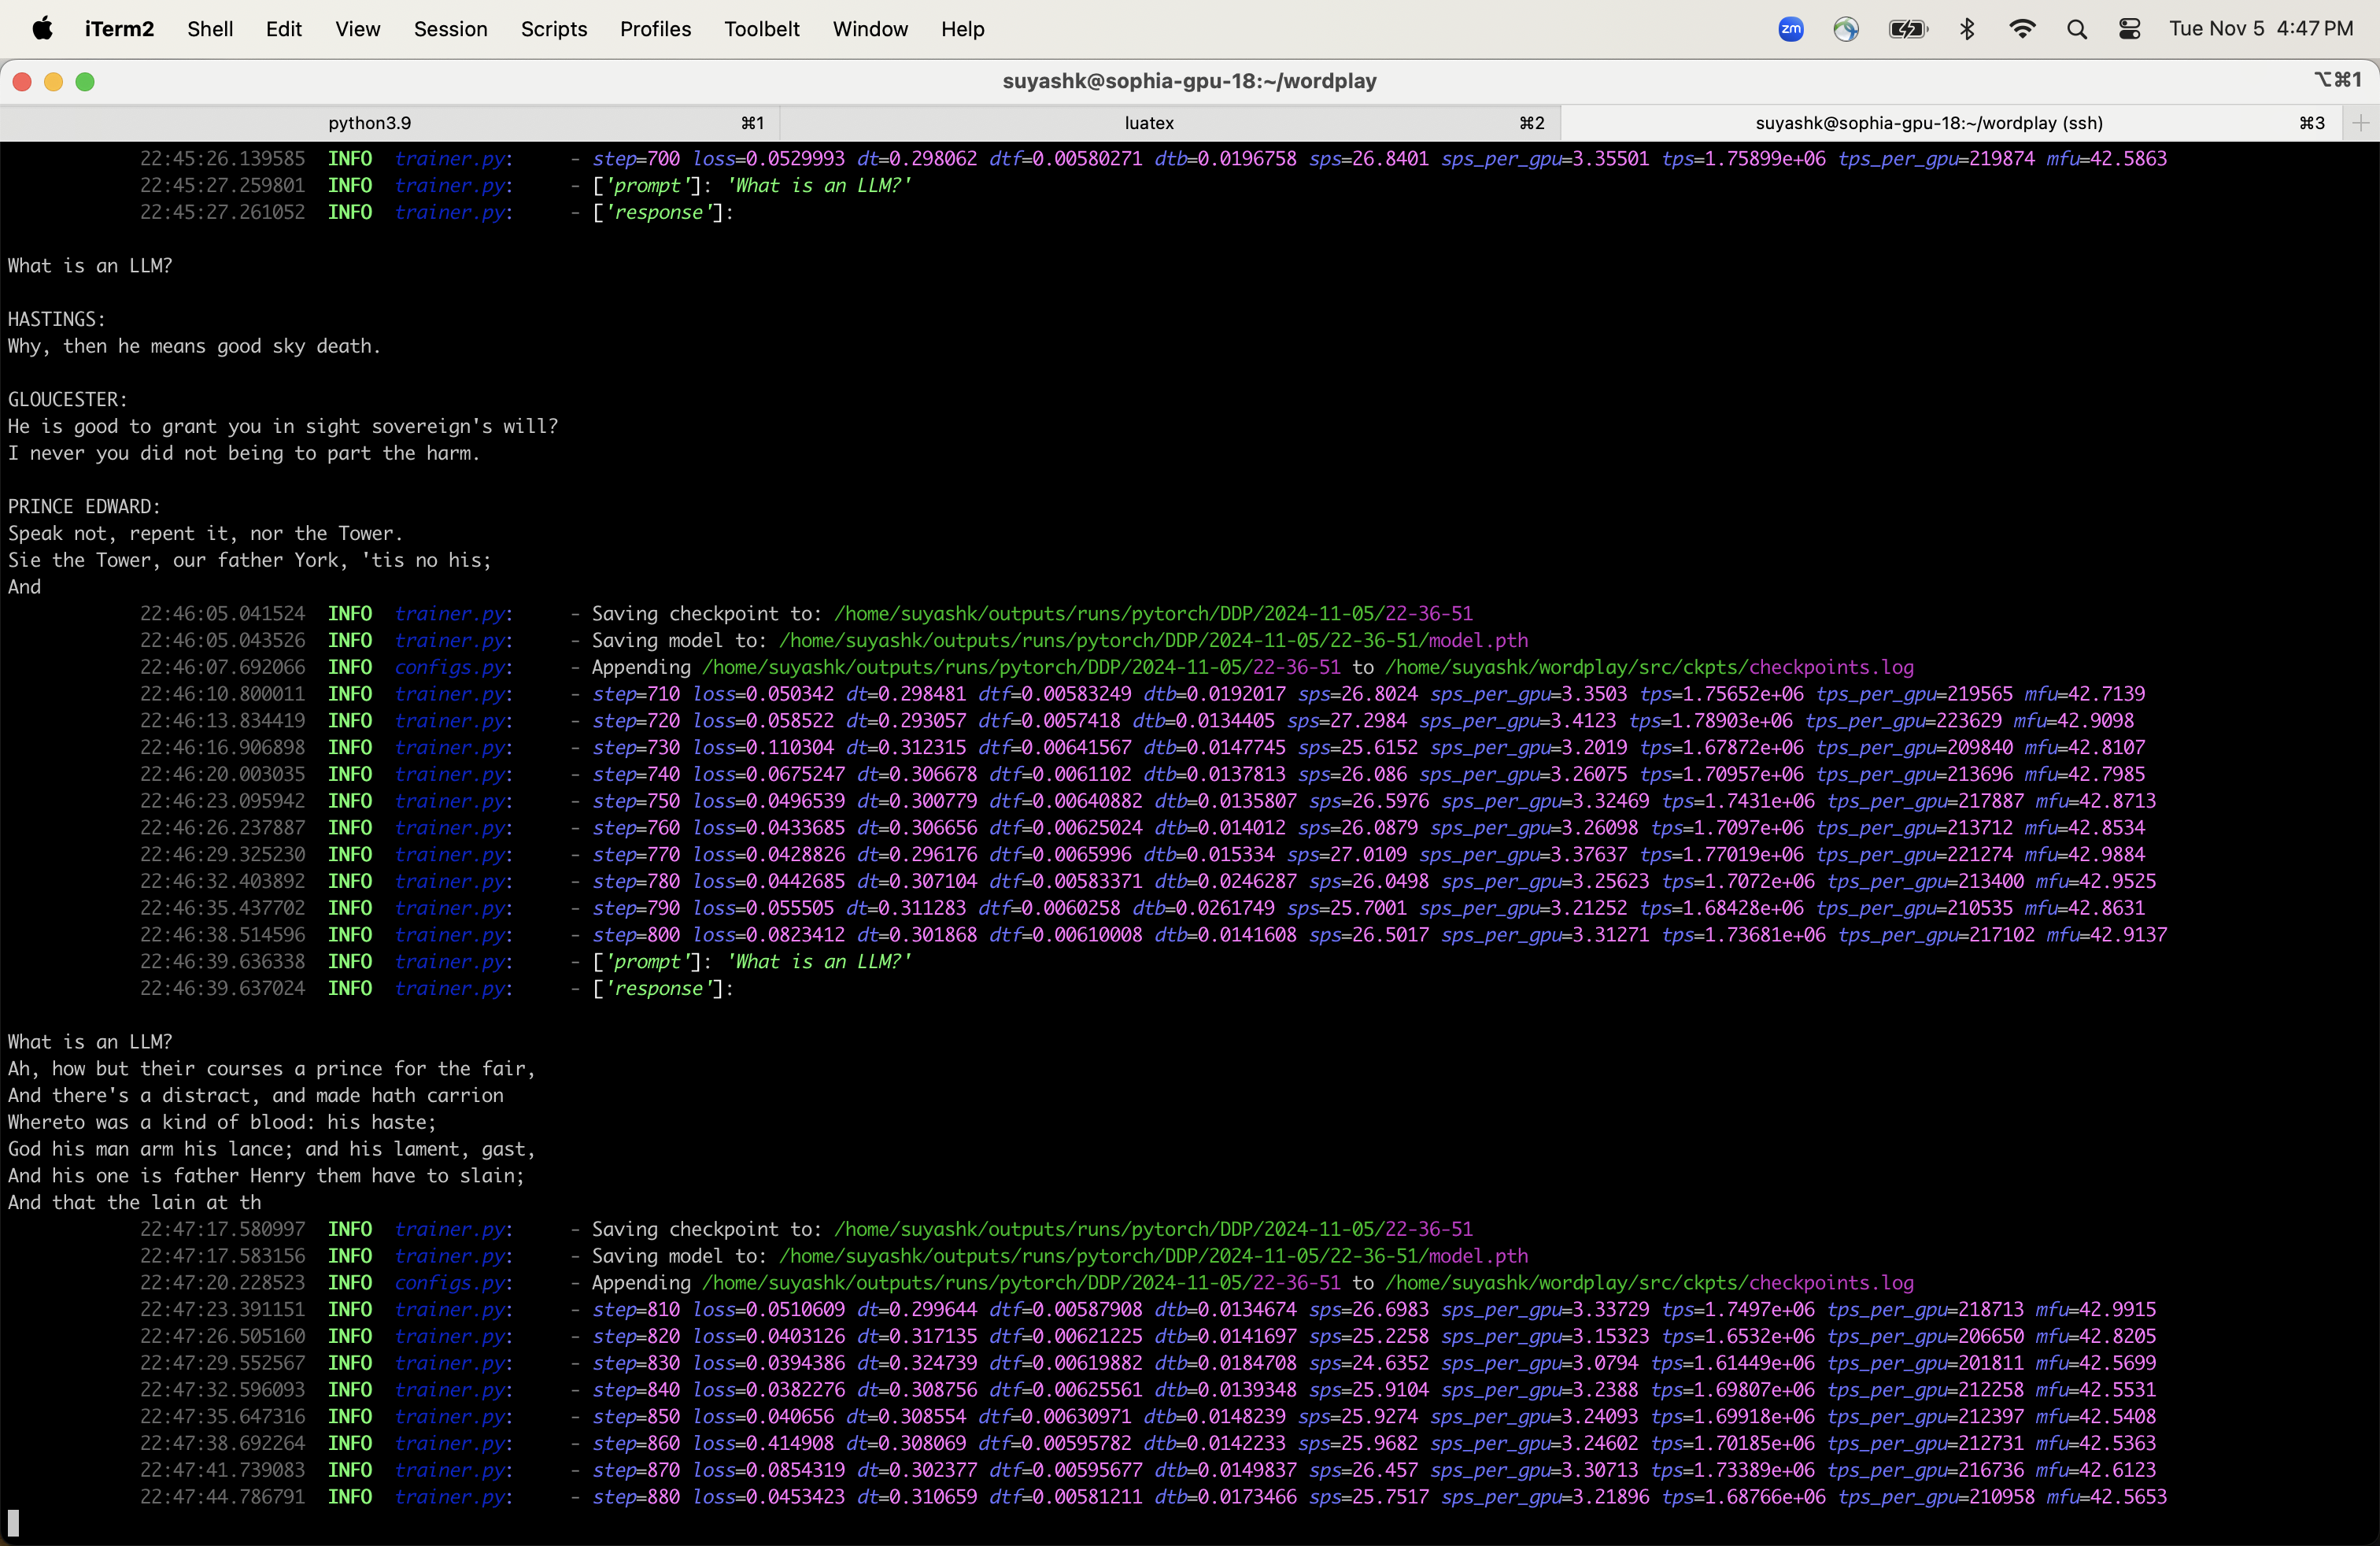 iTerm2 Shell Edit View Session Scripts Profiles Toolbelt Window Help zm Tue Nov 5 4:47 PM
suyashk@sophia-gpu-18:~/wordplay ⌥⌘1
python3.9 ⌘1 luatex ⌘2 suyashk@sophia-gpu-18:~/wordplay (ssh) ⌘3
22:45:26.139585 INFO trainer.py: - step=700 loss=0.0529993 dt=0.298062 dtf=0.00580271 dtb=0.0196758 sps=26.8401 sps_per_gpu=3.35501 tps=1.75899e+06 tps_per_gpu=219874 mfu=42.5863
22:45:27.259801 INFO trainer.py: - ['prompt']: 'What is an LLM?'
22:45:27.261052 INFO trainer.py: - ['response']:
What is an LLM?
HASTINGS:
Why, then he means good sky death.
GLOUCESTER:
He is good to grant you in sight sovereign's will?
I never you did not being to part the harm.
PRINCE EDWARD:
Speak not, repent it, nor the Tower.
Sie the Tower, our father York, 'tis no his;
And
22:46:05.041524 INFO trainer.py: - Saving checkpoint to: /home/suyashk/outputs/runs/pytorch/DDP/2024-11-05/22-36-51
22:46:05.043526 INFO trainer.py: - Saving model to: /home/suyashk/outputs/runs/pytorch/DDP/2024-11-05/22-36-51/model.pth
22:46:07.692066 INFO configs.py: - Appending /home/suyashk/outputs/runs/pytorch/DDP/2024-11-05/22-36-51 to /home/suyashk/wordplay/src/ckpts/checkpoints.log
22:46:10.800011 INFO trainer.py: - step=710 loss=0.050342 dt=0.298481 dtf=0.00583249 dtb=0.0192017 sps=26.8024 sps_per_gpu=3.3503 tps=1.75652e+06 tps_per_gpu=219565 mfu=42.7139
22:46:13.834419 INFO trainer.py: - step=720 loss=0.058522 dt=0.293057 dtf=0.0057418 dtb=0.0134405 sps=27.2984 sps_per_gpu=3.4123 tps=1.78903e+06 tps_per_gpu=223629 mfu=42.9098
22:46:16.906898 INFO trainer.py: - step=730 loss=0.110304 dt=0.312315 dtf=0.00641567 dtb=0.0147745 sps=25.6152 sps_per_gpu=3.2019 tps=1.67872e+06 tps_per_gpu=209840 mfu=42.8107
22:46:20.003035 INFO trainer.py: - step=740 loss=0.0675247 dt=0.306678 dtf=0.0061102 dtb=0.0137813 sps=26.086 sps_per_gpu=3.26075 tps=1.70957e+06 tps_per_gpu=213696 mfu=42.7985
22:46:23.095942 INFO trainer.py: - step=750 loss=0.0496539 dt=0.300779 dtf=0.00640882 dtb=0.0135807 sps=26.5976 sps_per_gpu=3.32469 tps=1.7431e+06 tps_per_gpu=217887 mfu=42.8713
22:46:26.237887 INFO trainer.py: - step=760 loss=0.0433685 dt=0.306656 dtf=0.00625024 dtb=0.014012 sps=26.0879 sps_per_gpu=3.26098 tps=1.7097e+06 tps_per_gpu=213712 mfu=42.8534
22:46:29.325230 INFO trainer.py: - step=770 loss=0.0428826 dt=0.296176 dtf=0.0065996 dtb=0.015334 sps=27.0109 sps_per_gpu=3.37637 tps=1.77019e+06 tps_per_gpu=221274 mfu=42.9884
22:46:32.403892 INFO trainer.py: - step=780 loss=0.0442685 dt=0.307104 dtf=0.00583371 dtb=0.0246287 sps=26.0498 sps_per_gpu=3.25623 tps=1.7072e+06 tps_per_gpu=213400 mfu=42.9525
22:46:35.437702 INFO trainer.py: - step=790 loss=0.055505 dt=0.311283 dtf=0.0060258 dtb=0.0261749 sps=25.7001 sps_per_gpu=3.21252 tps=1.68428e+06 tps_per_gpu=210535 mfu=42.8631
22:46:38.514596 INFO trainer.py: - step=800 loss=0.0823412 dt=0.301868 dtf=0.00610008 dtb=0.0141608 sps=26.5017 sps_per_gpu=3.31271 tps=1.73681e+06 tps_per_gpu=217102 mfu=42.9137
22:46:39.636338 INFO trainer.py: - ['prompt']: 'What is an LLM?'
22:46:39.637024 INFO trainer.py: - ['response']:
What is an LLM?
Ah, how but their courses a prince for the fair,
And there's a distract, and made hath carrion
Whereto was a kind of blood: his haste;
God his man arm his lance; and his lament, gast,
And his one is father Henry them have to slain;
And that the lain at th
22:47:17.580997 INFO trainer.py: - Saving checkpoint to: /home/suyashk/outputs/runs/pytorch/DDP/2024-11-05/22-36-51
22:47:17.583156 INFO trainer.py: - Saving model to: /home/suyashk/outputs/runs/pytorch/DDP/2024-11-05/22-36-51/model.pth
22:47:20.228523 INFO configs.py: - Appending /home/suyashk/outputs/runs/pytorch/DDP/2024-11-05/22-36-51 to /home/suyashk/wordplay/src/ckpts/checkpoints.log
22:47:23.391151 INFO trainer.py: - step=810 loss=0.0510609 dt=0.299644 dtf=0.00587908 dtb=0.0134674 sps=26.6983 sps_per_gpu=3.33729 tps=1.7497e+06 tps_per_gpu=218713 mfu=42.9915
22:47:26.505160 INFO trainer.py: - step=820 loss=0.0403126 dt=0.317135 dtf=0.00621225 dtb=0.0141697 sps=25.2258 sps_per_gpu=3.15323 tps=1.6532e+06 tps_per_gpu=206650 mfu=42.8205
22:47:29.552567 INFO trainer.py: - step=830 loss=0.0394386 dt=0.324739 dtf=0.00619882 dtb=0.0184708 sps=24.6352 sps_per_gpu=3.0794 tps=1.61449e+06 tps_per_gpu=201811 mfu=42.5699
22:47:32.596093 INFO trainer.py: - step=840 loss=0.0382276 dt=0.308756 dtf=0.00625561 dtb=0.0139348 sps=25.9104 sps_per_gpu=3.2388 tps=1.69807e+06 tps_per_gpu=212258 mfu=42.5531
22:47:35.647316 INFO trainer.py: - step=850 loss=0.040656 dt=0.308554 dtf=0.00630971 dtb=0.0148239 sps=25.9274 sps_per_gpu=3.24093 tps=1.69918e+06 tps_per_gpu=212397 mfu=42.5408
22:47:38.692264 INFO trainer.py: - step=860 loss=0.414908 dt=0.308069 dtf=0.00595782 dtb=0.0142233 sps=25.9682 sps_per_gpu=3.24602 tps=1.70185e+06 tps_per_gpu=212731 mfu=42.5363
22:47:41.739083 INFO trainer.py: - step=870 loss=0.0854319 dt=0.302377 dtf=0.00595677 dtb=0.0149837 sps=26.457 sps_per_gpu=3.30713 tps=1.73389e+06 tps_per_gpu=216736 mfu=42.6123
22:47:44.786791 INFO trainer.py: - step=880 loss=0.0453423 dt=0.310659 dtf=0.00581211 dtb=0.0173466 sps=25.7517 sps_per_gpu=3.21896 tps=1.68766e+06 tps_per_gpu=210958 mfu=42.5653